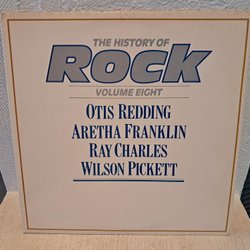 THE HISTORY OF
Rock
VOLUME EIGHT
OTIS REDDING
ARETHA FRANKLIN
RAY CHARLES
WILSON PICKETT